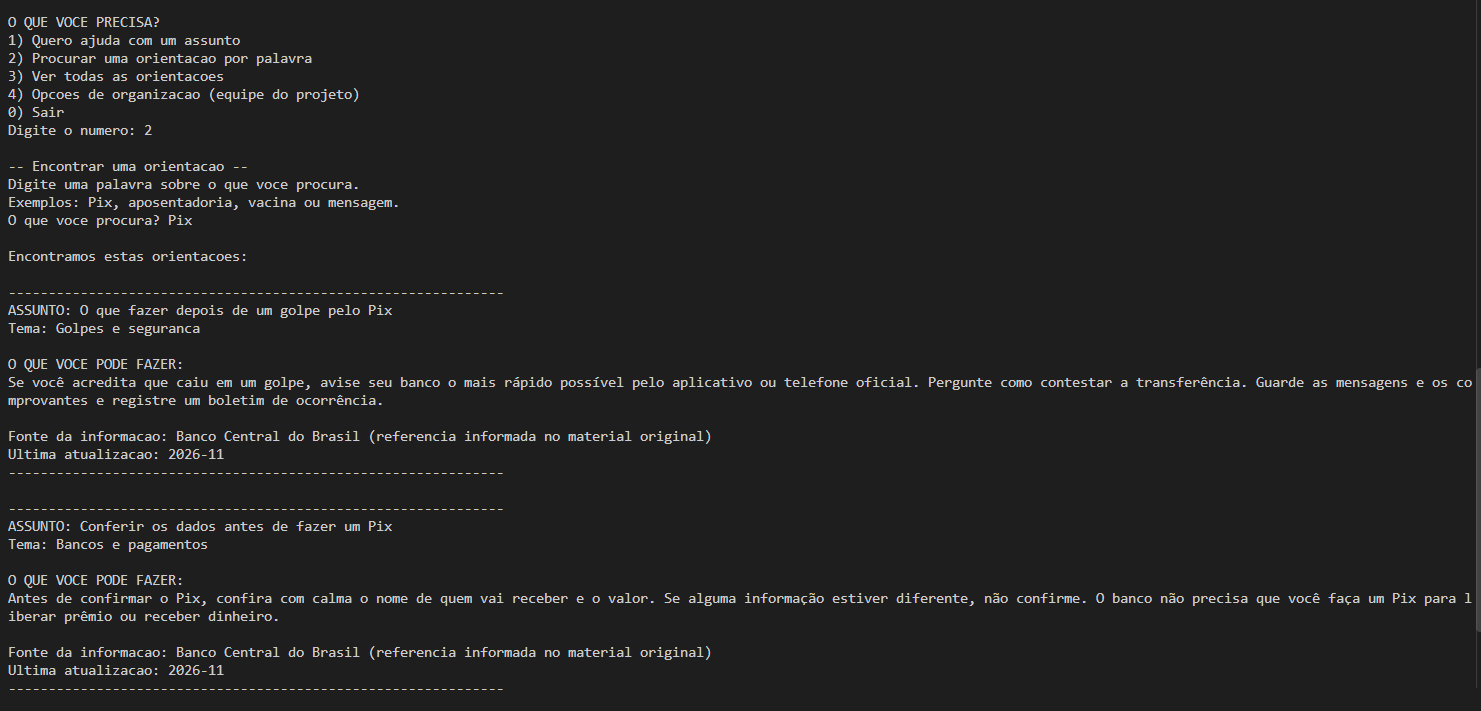 O QUE VOCE PRECISA?
1) Quero ajuda com um assunto
2) Procurar uma orientacao por palavra
3) Ver todas as orientacoes
4) Opcoes de organizacao (equipe do projeto)
0) Sair
Digite o numero: 2
-- Encontrar uma orientacao --
Digite uma palavra sobre o que voce procura.
Exemplos: Pix, aposentadoria, vacina ou mensagem.
O que voce procura? Pix
Encontramos estas orientacoes:
--------------------------------------------------------------
ASSUNTO: O que fazer depois de um golpe pelo Pix
Tema: Golpes e seguranca
O QUE VOCE PODE FAZER:
Se você acredita que caiu em um golpe, avise seu banco o mais rápido possível pelo aplicativo ou telefone oficial. Pergunte como contestar a transferência. Guarde as mensagens e os co
mprovantes e registre um boletim de ocorrência.
Fonte da informacao: Banco Central do Brasil (referencia informada no material original)
Ultima atualizacao: 2026-11
--------------------------------------------------------------
--------------------------------------------------------------
ASSUNTO: Conferir os dados antes de fazer um Pix
Tema: Bancos e pagamentos
O QUE VOCE PODE FAZER:
Antes de confirmar o Pix, confira com calma o nome de quem vai receber e o valor. Se alguma informação estiver diferente, não confirme. O banco não precisa que você faça um Pix para l
iberar prêmio ou receber dinheiro.
Fonte da informacao: Banco Central do Brasil (referencia informada no material original)
Ultima atualizacao: 2026-11
--------------------------------------------------------------